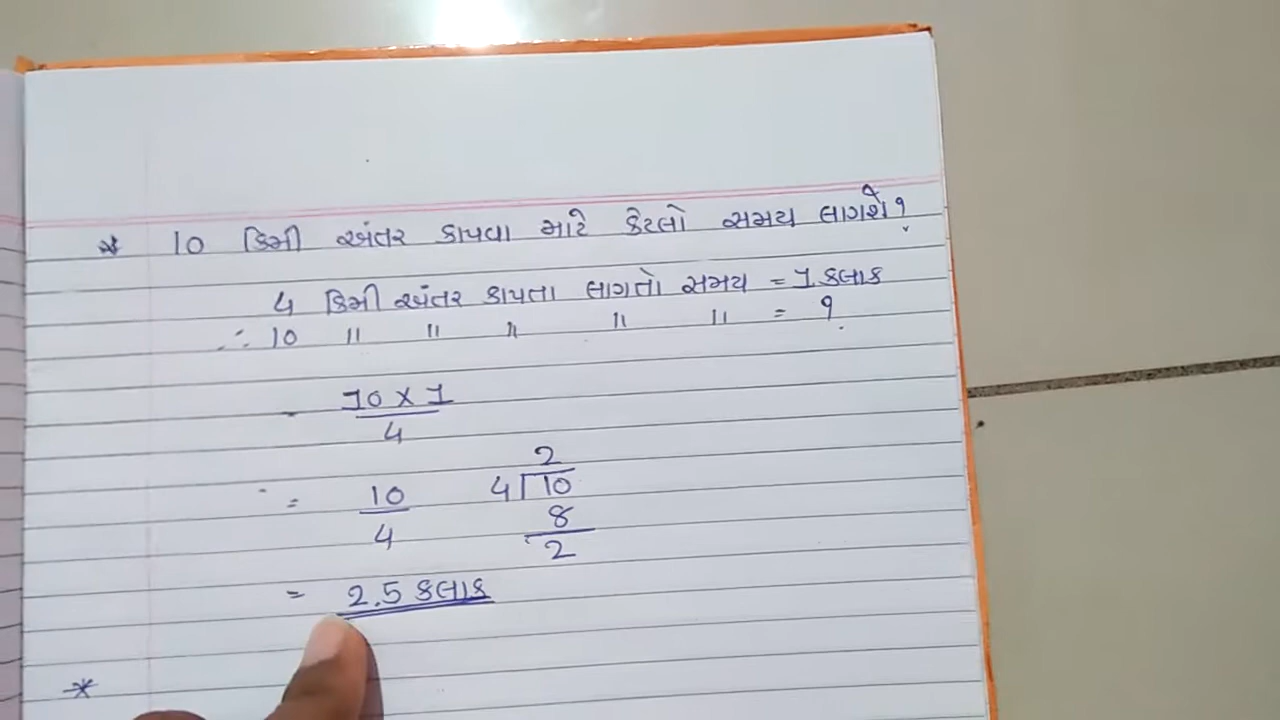 * 10 કિમી અંતર કાપવા માટે કેટલો સમય લાગશે?
4 કિમી અંતર કાપતા લાગતો સમય = 1 કલાક
∴ 10 " " " " " = ?
10 x 1
4
= 10
4
2
4 10
8
2
= 2.5 કલાક
*